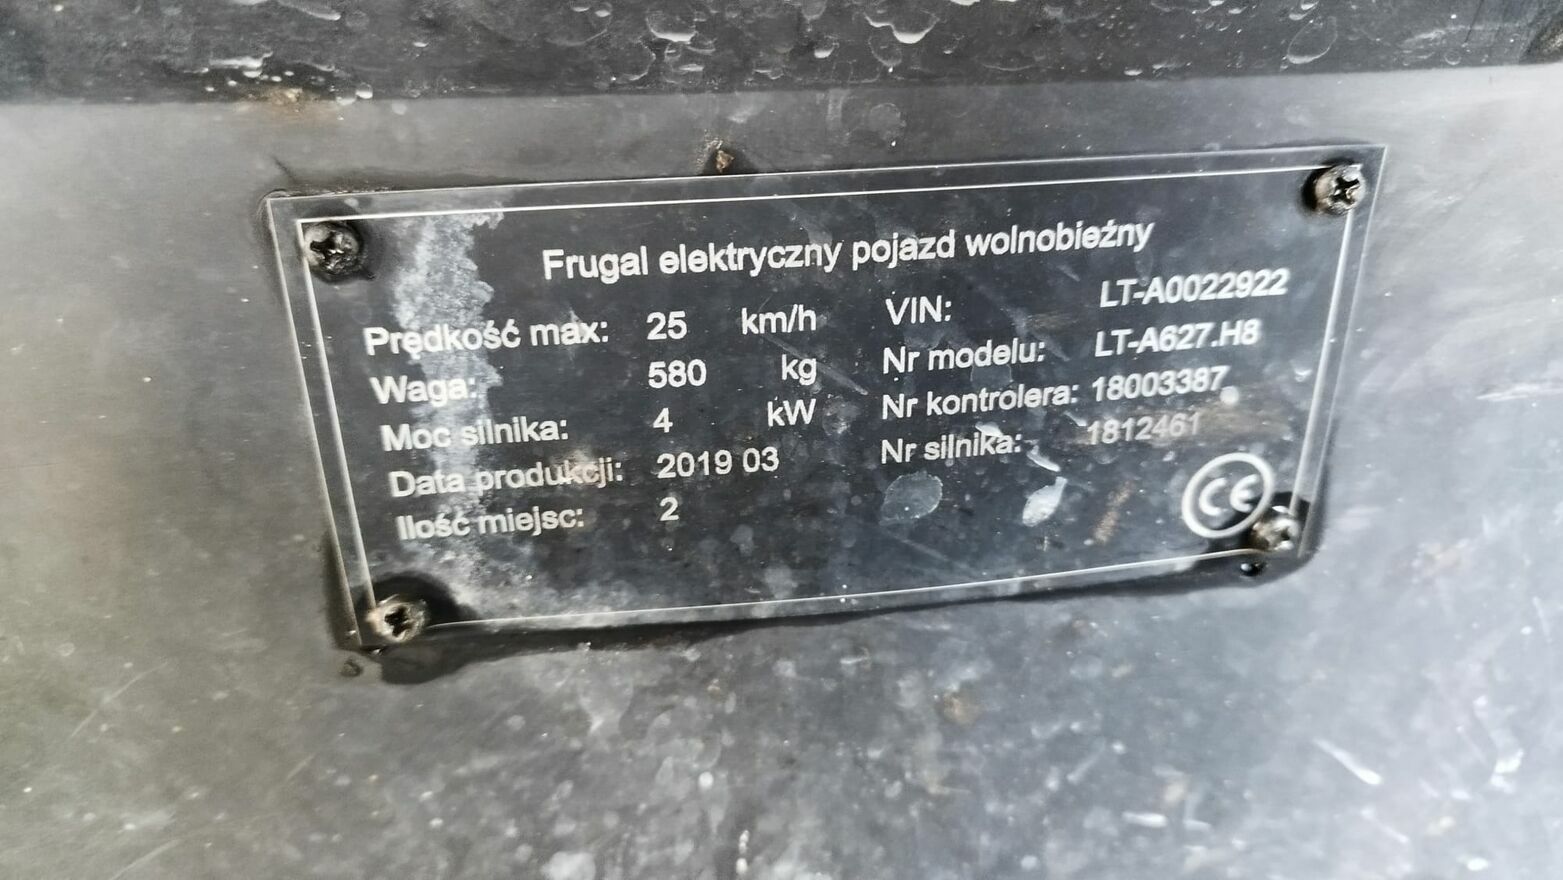 Frugal elektryczny pojazd wolnobieżny
Prędkość max: 25 km/h
Waga: 580 kg
Moc silnika: 4 kW
Data produkcji: 2019 03
Ilość miejsc: 2
VIN: LT-A0022922
Nr modelu: LT-A627.H8
Nr kontrolera: 18003387
Nr silnika: 1812461
CE